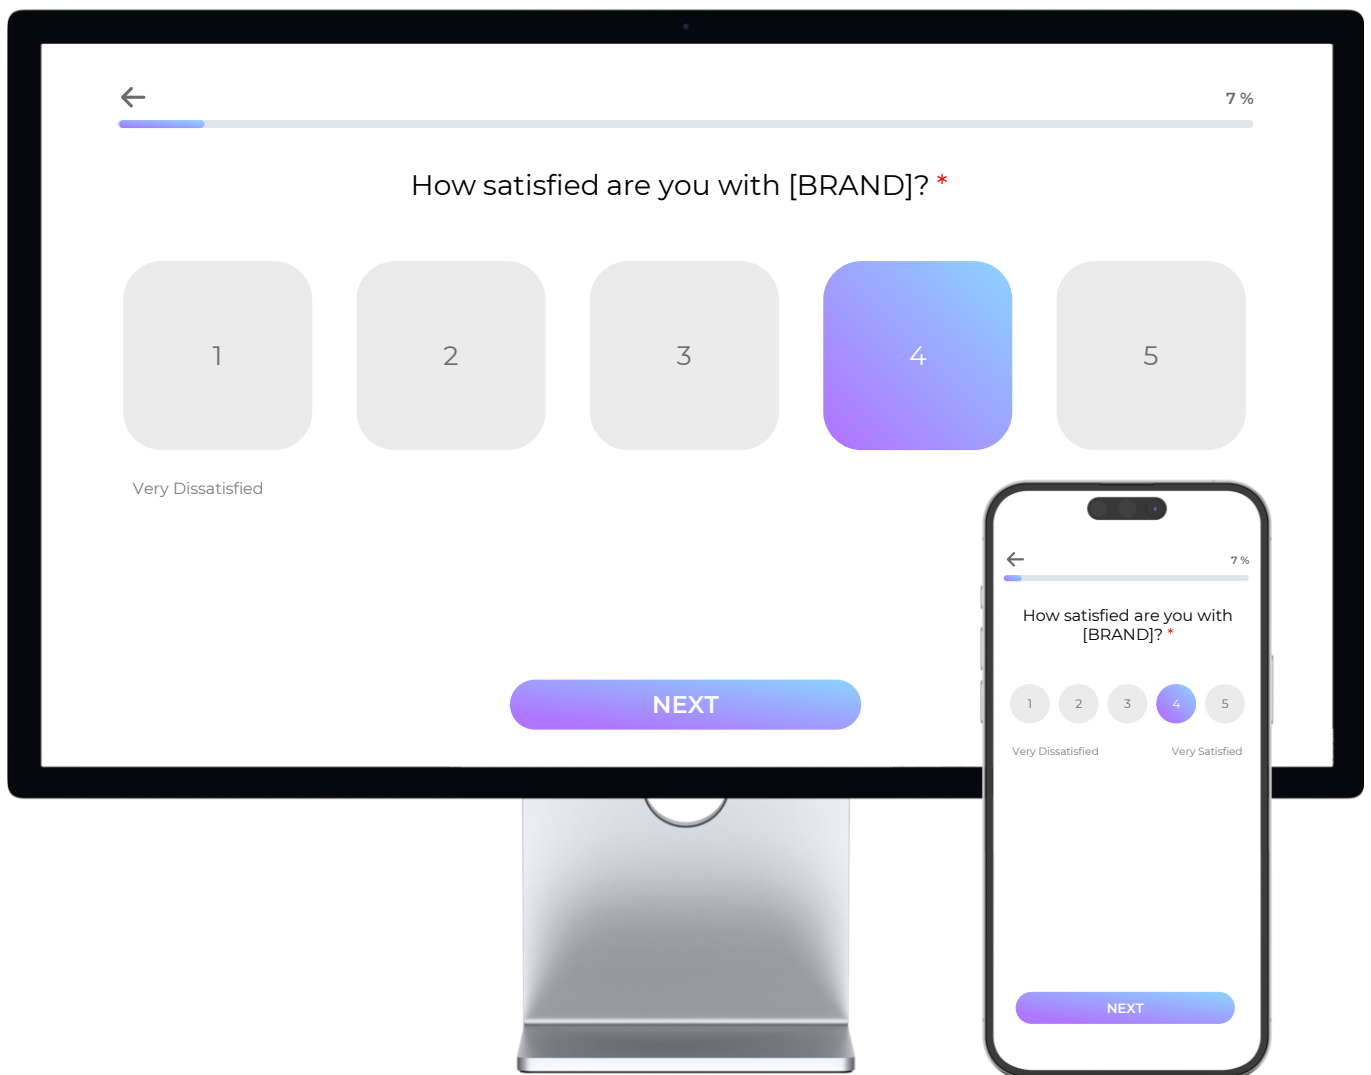 7 %
How satisfied are you with [BRAND]? *
1
2
3
4
5
Very Dissatisfied
NEXT
7 %
How satisfied are you with
[BRAND]? *
1
2
3
4
5
Very Dissatisfied
Very Satisfied
NEXT